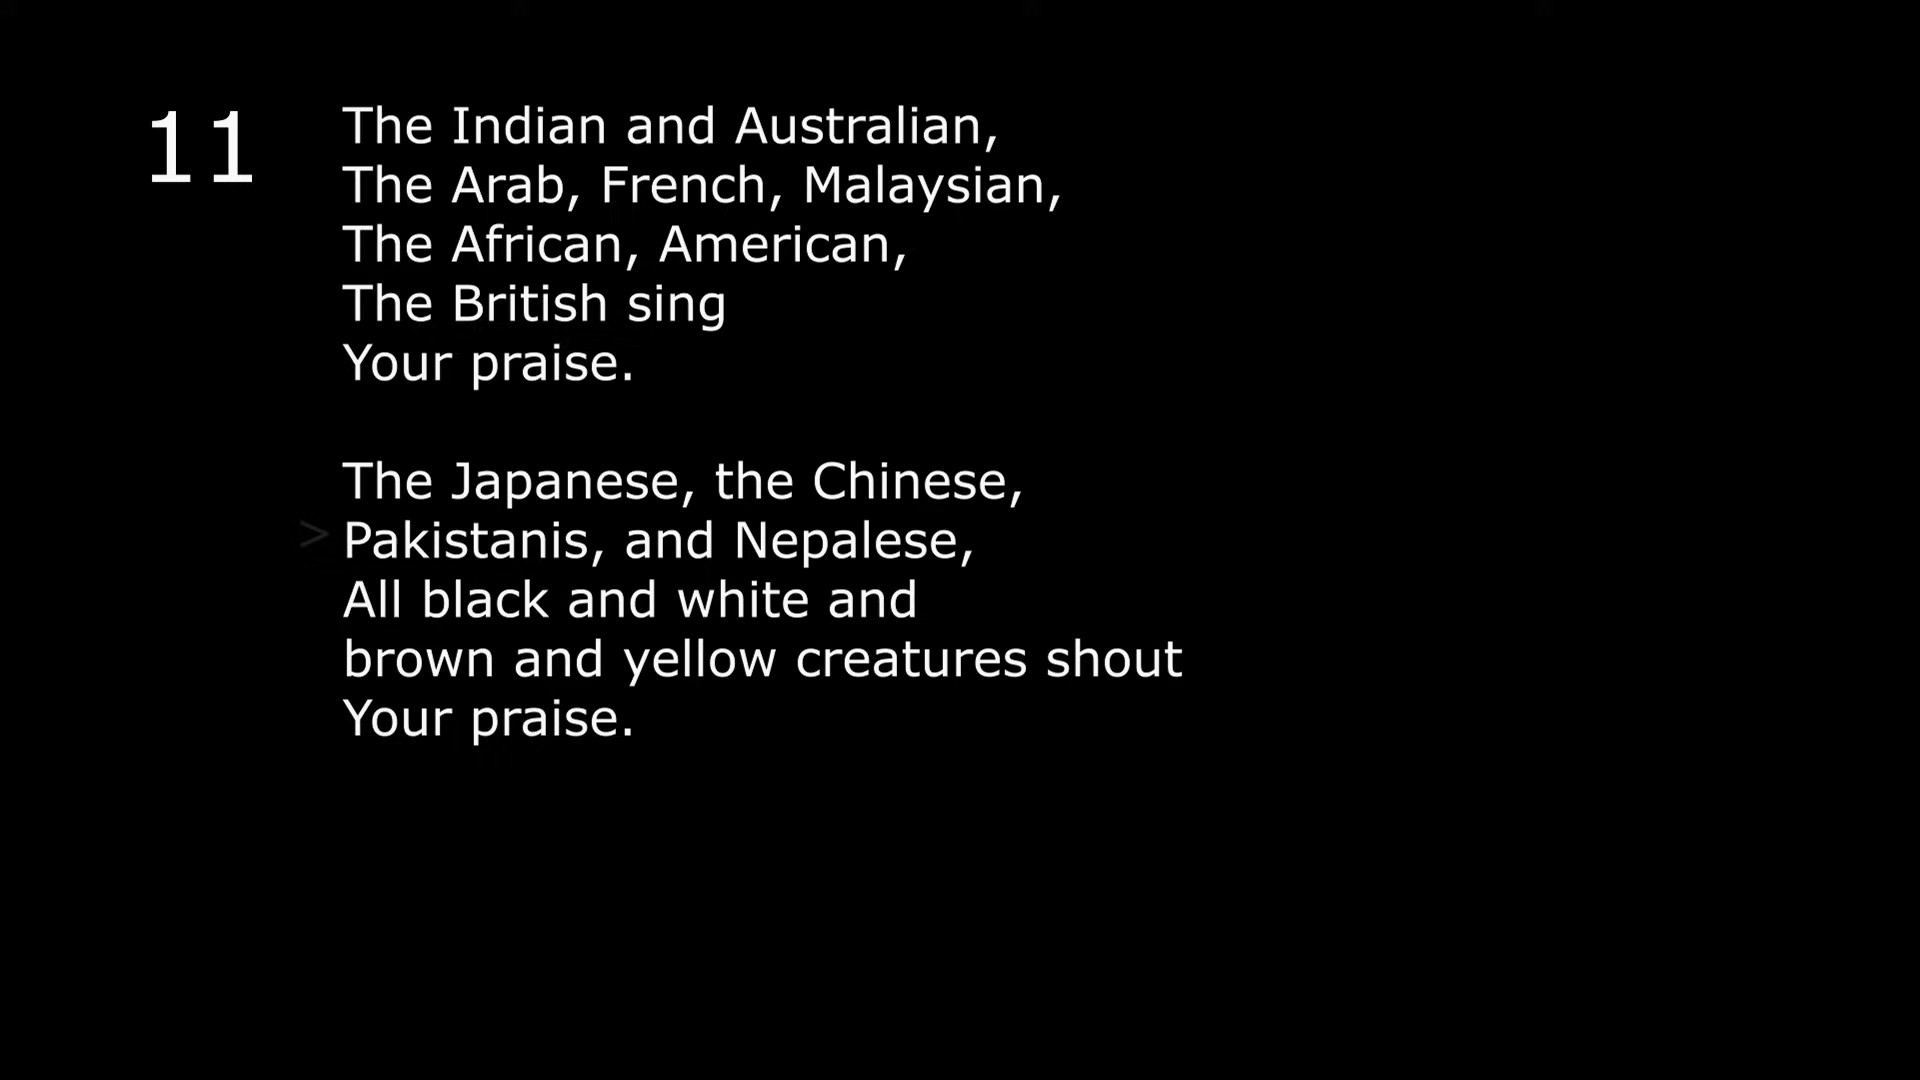 11
The Indian and Australian,
The Arab, French, Malaysian,
The African, American,
The British sing
Your praise.
The Japanese, the Chinese,
> Pakistanis, and Nepalese,
All black and white and
brown and yellow creatures shout
Your praise.